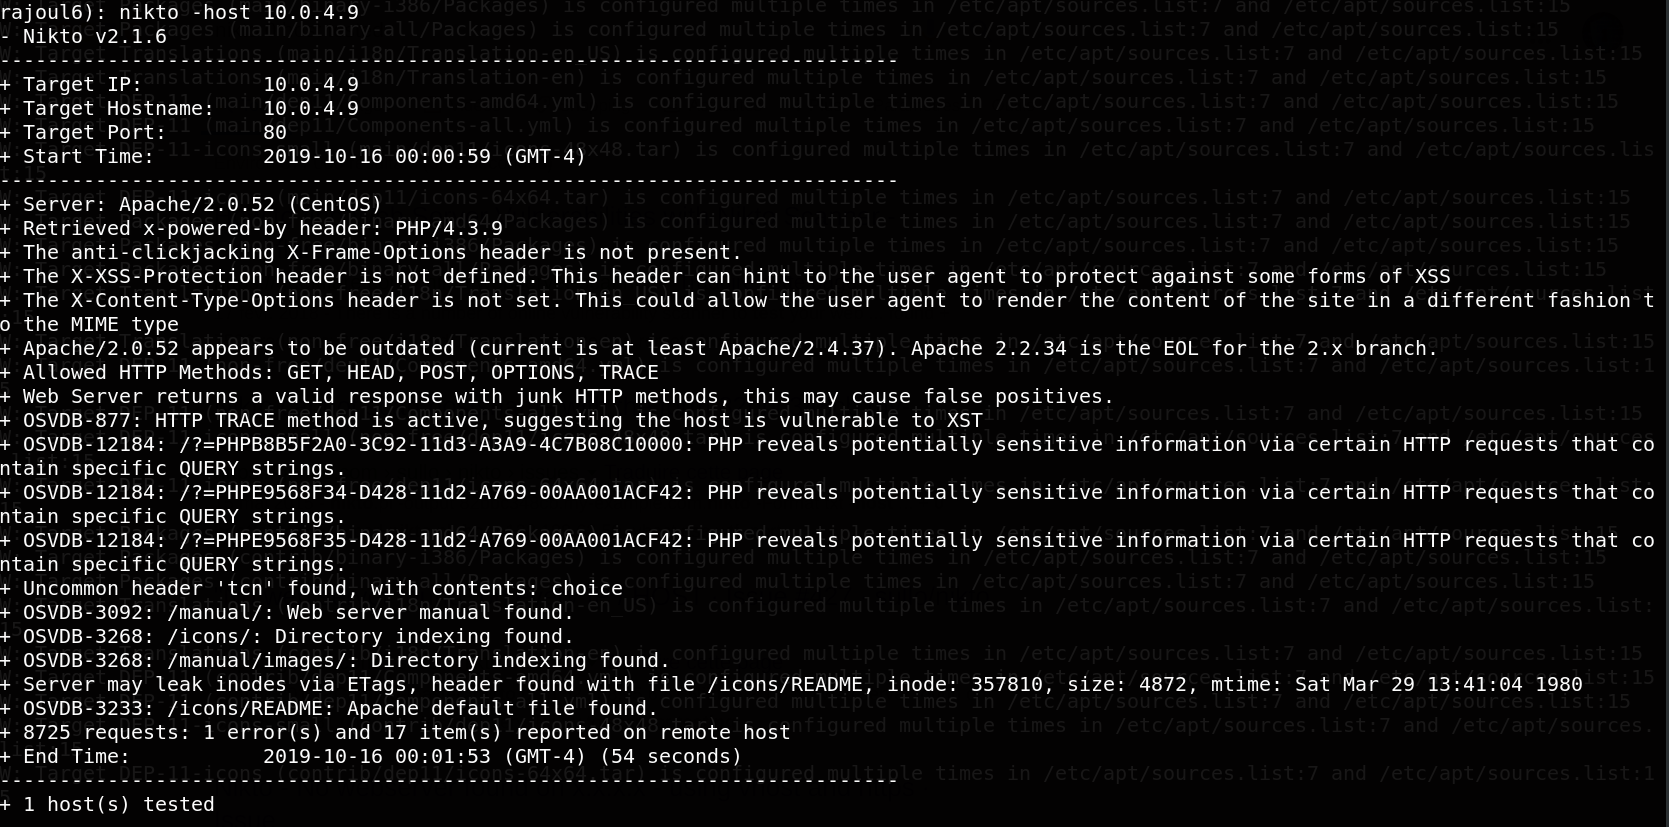 rajoul6): nikto -host 10.0.4.9
- Nikto v2.1.6
---------------------------------------------------------------------------
+ Target IP:          10.0.4.9
+ Target Hostname:    10.0.4.9
+ Target Port:        80
+ Start Time:         2019-10-16 00:00:59 (GMT-4)
---------------------------------------------------------------------------
+ Server: Apache/2.0.52 (CentOS)
+ Retrieved x-powered-by header: PHP/4.3.9
+ The anti-clickjacking X-Frame-Options header is not present.
+ The X-XSS-Protection header is not defined. This header can hint to the user agent to protect against some forms of XSS
+ The X-Content-Type-Options header is not set. This could allow the user agent to render the content of the site in a different fashion t
o the MIME type
+ Apache/2.0.52 appears to be outdated (current is at least Apache/2.4.37). Apache 2.2.34 is the EOL for the 2.x branch.
+ Allowed HTTP Methods: GET, HEAD, POST, OPTIONS, TRACE
+ Web Server returns a valid response with junk HTTP methods, this may cause false positives.
+ OSVDB-877: HTTP TRACE method is active, suggesting the host is vulnerable to XST
+ OSVDB-12184: /?=PHPB8B5F2A0-3C92-11d3-A3A9-4C7B08C10000: PHP reveals potentially sensitive information via certain HTTP requests that co
ntain specific QUERY strings.
+ OSVDB-12184: /?=PHPE9568F34-D428-11d2-A769-00AA001ACF42: PHP reveals potentially sensitive information via certain HTTP requests that co
ntain specific QUERY strings.
+ OSVDB-12184: /?=PHPE9568F35-D428-11d2-A769-00AA001ACF42: PHP reveals potentially sensitive information via certain HTTP requests that co
ntain specific QUERY strings.
+ Uncommon header 'tcn' found, with contents: choice
+ OSVDB-3092: /manual/: Web server manual found.
+ OSVDB-3268: /icons/: Directory indexing found.
+ OSVDB-3268: /manual/images/: Directory indexing found.
+ Server may leak inodes via ETags, header found with file /icons/README, inode: 357810, size: 4872, mtime: Sat Mar 29 13:41:04 1980
+ OSVDB-3233: /icons/README: Apache default file found.
+ 8725 requests: 1 error(s) and 17 item(s) reported on remote host
+ End Time:           2019-10-16 00:01:53 (GMT-4) (54 seconds)
---------------------------------------------------------------------------
+ 1 host(s) tested